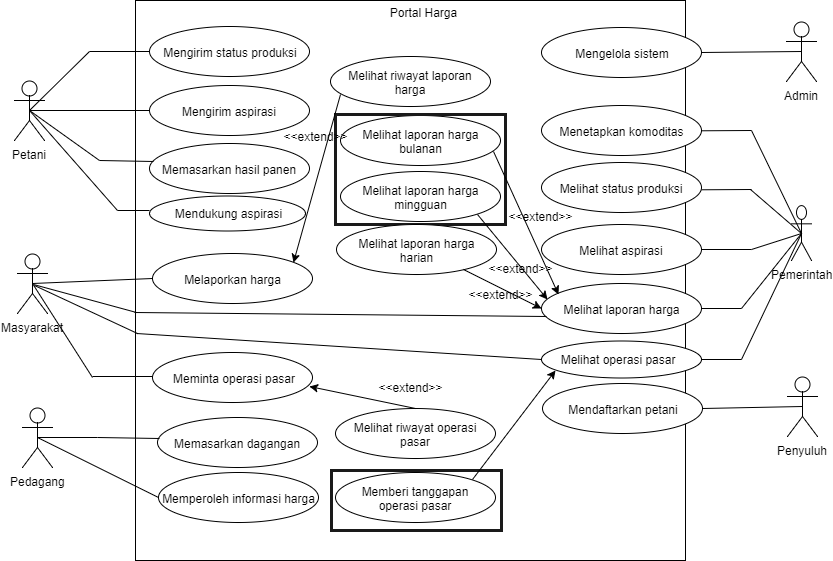 Portal Harga
Mengirim status produksi
Melihat riwayat laporan
harga
Mengelola sistem
Admin
Mengirim aspirasi
<<extend>>
Melihat laporan harga
bulanan
Menetapkan komoditas
Petani
Memasarkan hasil panen
Melihat laporan harga
mingguan
Melihat status produksi
Mendukung aspirasi
<<extend>>
Melihat laporan harga
harian
Melihat aspirasi
Pemerintah
Melaporkan harga
<<extend>>
<<extend>>
Melihat laporan harga
Masyarakat
Melihat operasi pasar
Meminta operasi pasar
<<extend>>
Mendaftarkan petani
Melihat riwayat operasi
pasar
Memasarkan dagangan
Penyuluh
Pedagang
Memperoleh informasi harga
Memberi tanggapan
operasi pasar